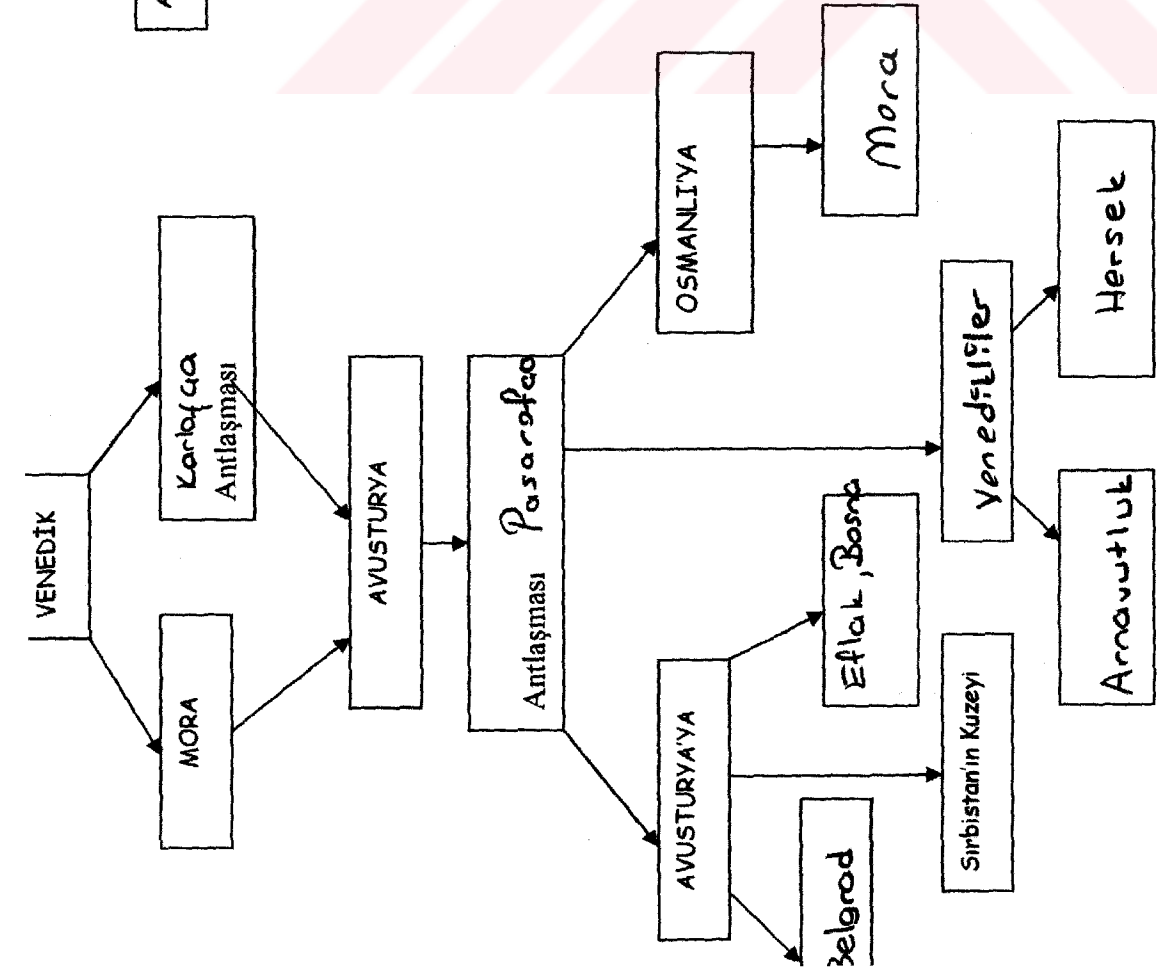 VENEDİK
MORA
Karlofça
Antlaşması
AVUSTURYA
Antlaşması Pasarofça
AVUSTURYA'YA
OSMANLI'YA
Belgrad
Eflak, Bosna
Mora
Sırbistan'ın Kuzeyi
Venedikliler
Arnavutluk
Hersek